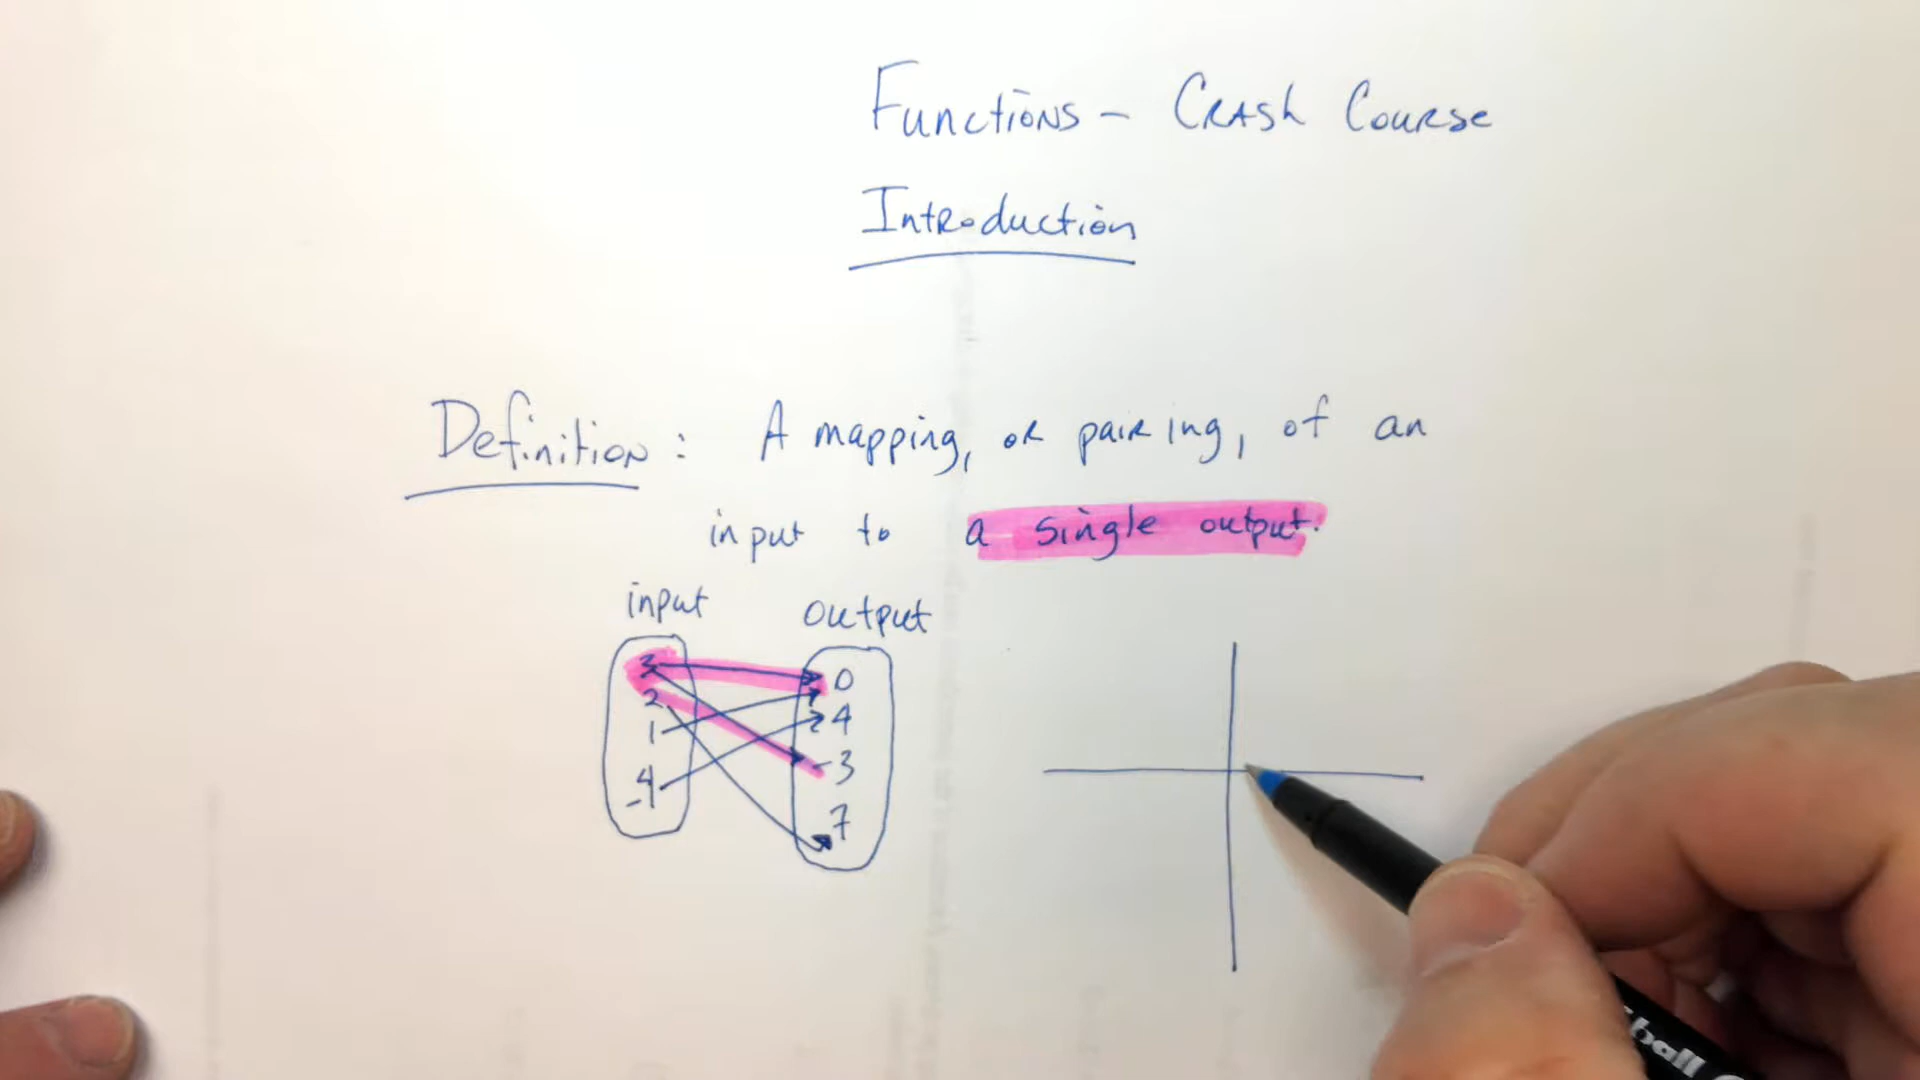 Functions - Crash Course
Introduction
Definition: A mapping, or pairing, of an
input to a single output.
input output
3 0
2 4
1 -3
-4 7
ball